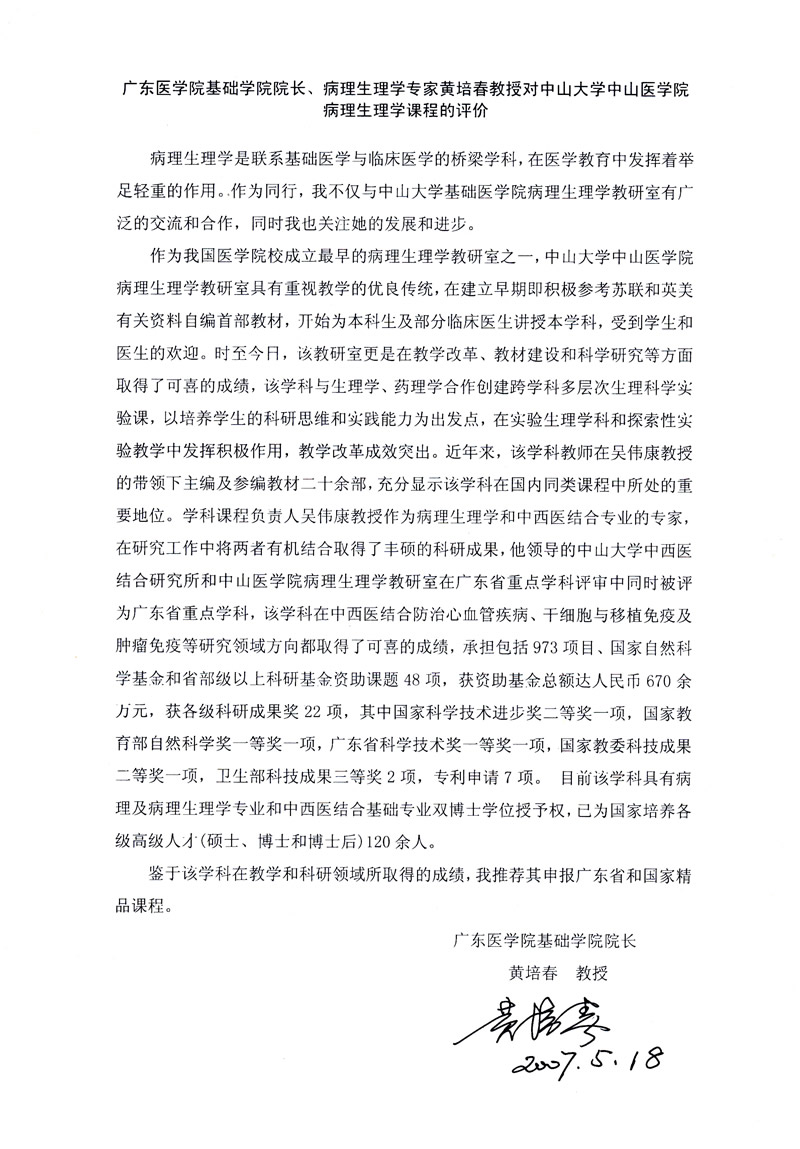 广东医学院基础学院院长、病理生理学专家黄培春教授对中山大学中山医学院
病理生理学课程的评价
病理生理学是联系基础医学与临床医学的桥梁学科，在医学教育中发挥着举
足轻重的作用。作为同行，我不仅与中山大学基础医学院病理生理学教研室有广
泛的交流和合作，同时我也关注她的发展和进步。
作为我国医学院校成立最早的病理生理学教研室之一，中山大学中山医学院
病理生理学教研室具有重视教学的优良传统，在建立早期即积极参考苏联和英美
有关资料自编首部教材，开始为本科生及部分临床医生讲授本学科，受到学生和
医生的欢迎。时至今日，该教研室更是在教学改革、教材建设和科学研究等方面
取得了可喜的成绩，该学科与生理学、药理学合作创建跨学科多层次生理科学实
验课，以培养学生的科研思维和实践能力为出发点，在实验生理学科和探索性实
验教学中发挥积极作用，教学改革成效突出。近年来，该学科教师在吴伟康教授
的带领下主编及参编教材二十余部，充分显示该学科在国内同类课程中所处的重
要地位。学科课程负责人吴伟康教授作为病理生理学和中西医结合专业的专家，
在研究工作中将两者有机结合取得了丰硕的科研成果，他领导的中山大学中西医
结合研究所和中山医学院病理生理学教研室在广东省重点学科评审中同时被评
为广东省重点学科，该学科在中西医结合防治心血管疾病、干细胞与移植免疫及
肿瘤免疫等研究领域方向都取得了可喜的成绩，承担包括 973 项目、国家自然科
学基金和省部级以上科研基金资助课题 48 项，获资助基金总额达人民币 670 余
万元，获各级科研成果奖 22 项，其中国家科学技术进步奖二等奖一项，国家教
育部自然科学奖一等奖一项，广东省科学技术奖一等奖一项，国家教委科技成果
二等奖一项，卫生部科技成果三等奖 2 项，专利申请 7 项。 目前该学科具有病
理及病理生理学专业和中西医结合基础专业双博士学位授予权，已为国家培养各
级高级人才(硕士、博士和博士后)120 余人。
鉴于该学科在教学和科研领域所取得的成绩，我推荐其申报广东省和国家精
品课程。
广东医学院基础学院院长
黄培春 教授
黄培春
2007.5.18